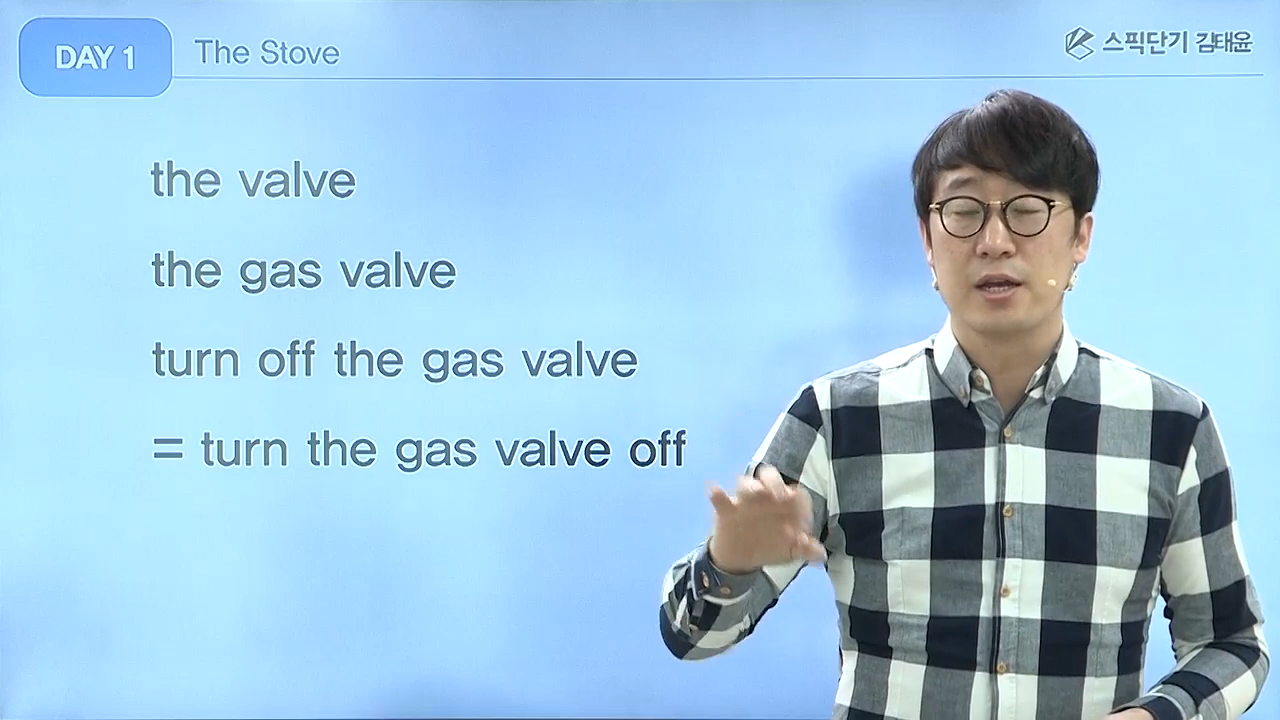 DAY 1
The Stove
스픽단기 김태윤
the valve
the gas valve
turn off the gas valve
= turn the gas valve off